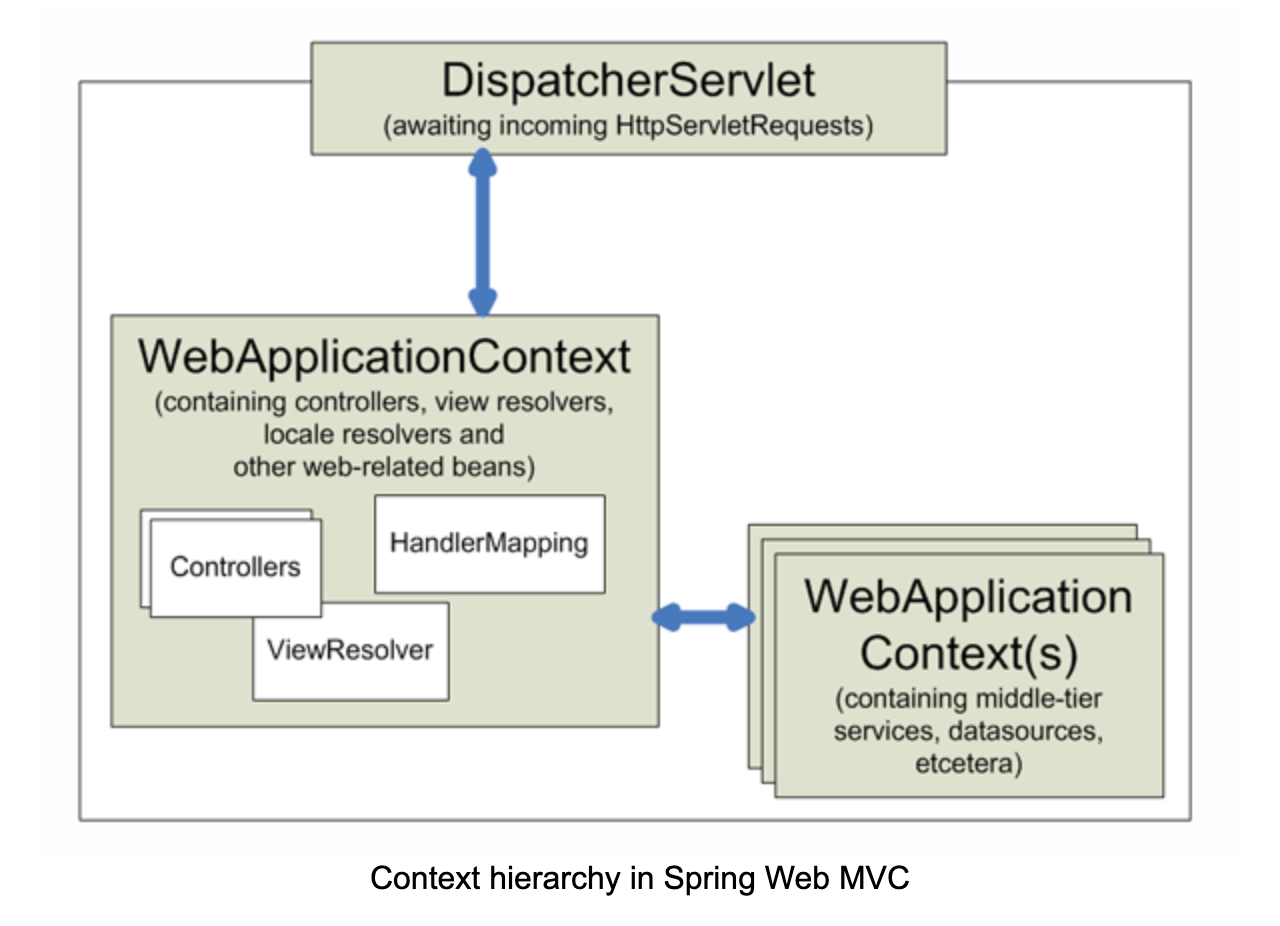 DispatcherServlet
(awaiting incoming HttpServletRequests)
WebApplicationContext
(containing controllers, view resolvers,
locale resolvers and
other web-related beans)
Controllers
HandlerMapping
ViewResolver
WebApplication
Context(s)
(containing middle-tier
services, datasources,
etcetera)
Context hierarchy in Spring Web MVC